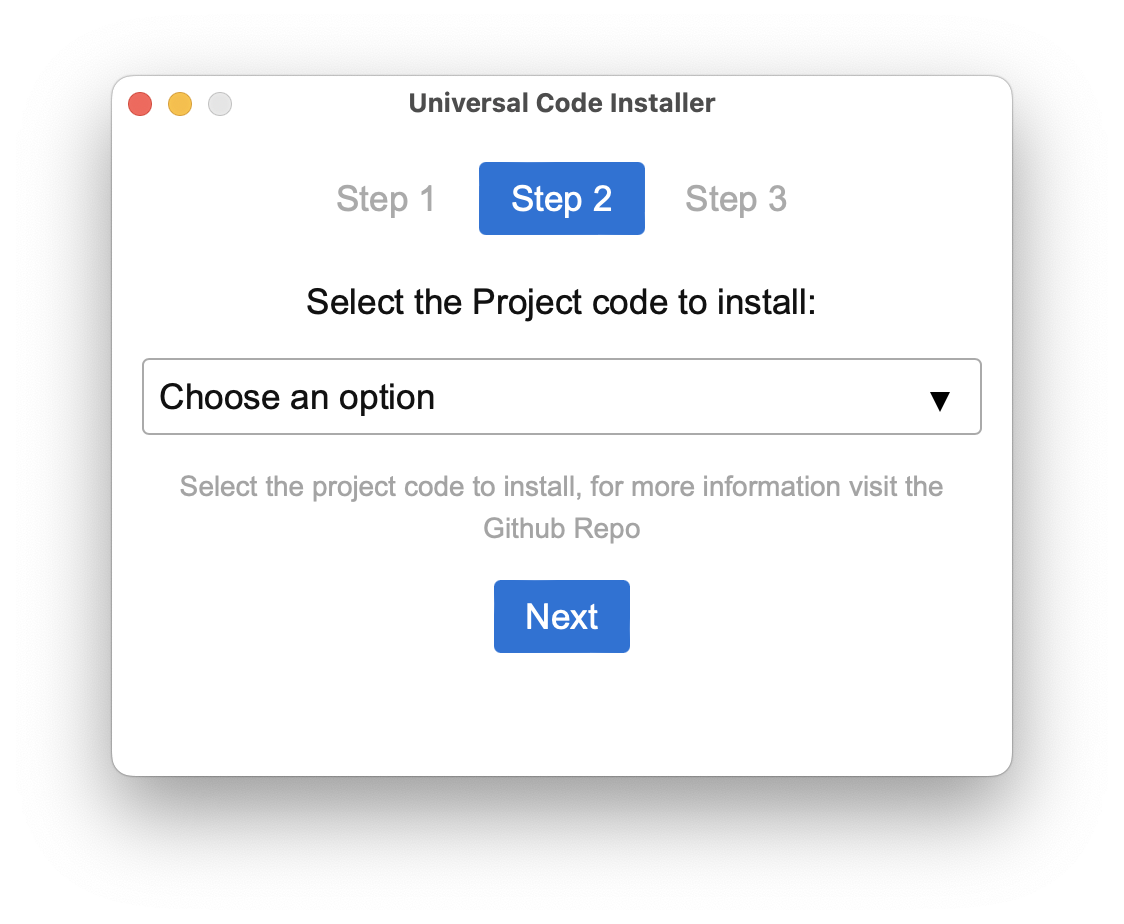 Universal Code Installer
Step 1 Step 2 Step 3
Select the Project code to install:
Choose an option
Select the project code to install, for more information visit the
Github Repo
Next